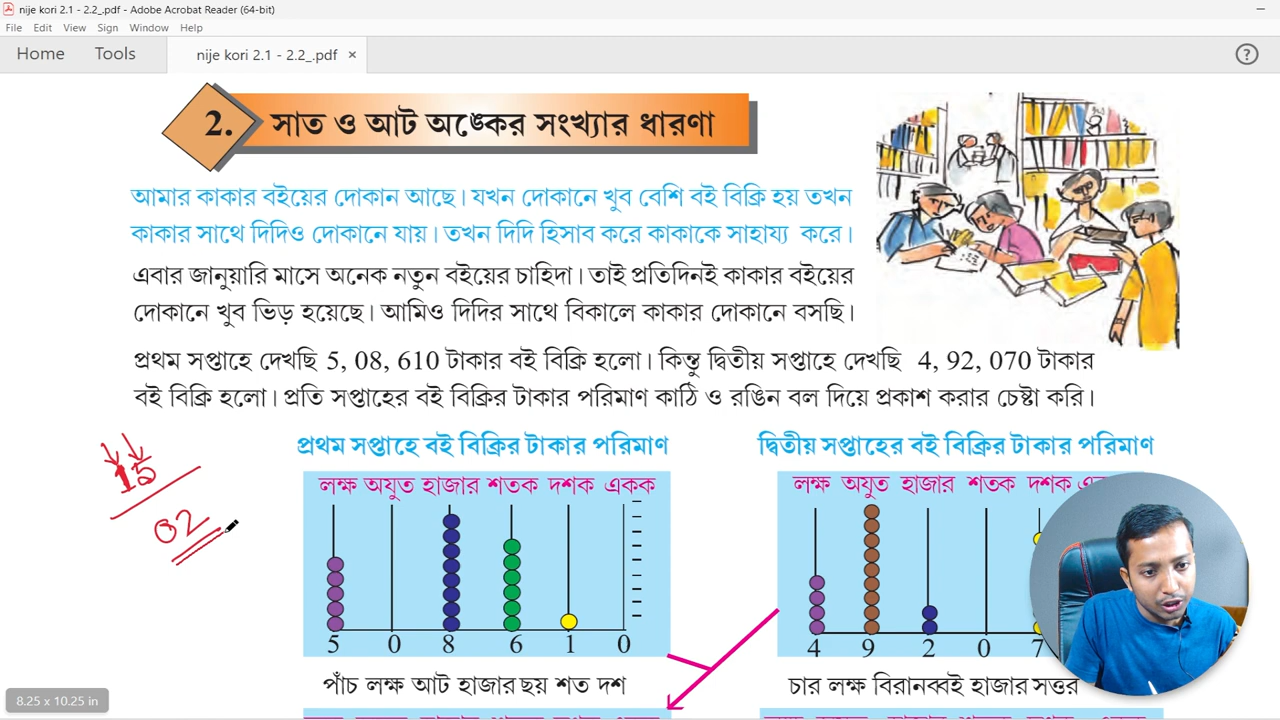 nije kori 2.1 - 2.2_.pdf - Adobe Acrobat Reader (64-bit)
File Edit View Sign Window Help
Home Tools nije kori 2.1 - 2.2_.pdf × ?
2. সাত ও আট অঙ্কের সংখ্যার ধারণা
আমার কাকার বইয়ের দোকান আছে। যখন দোকানে খুব বেশি বই বিক্রি হয় তখন
কাকার সাথে দিদিও দোকানে যায়। তখন দিদি হিসাব করে কাকাকে সাহায্য করে।
এবার জানুয়ারি মাসে অনেক নতুন বইয়ের চাহিদা। তাই প্রতিদিনই কাকার বইয়ের
দোকানে খুব ভিড় হয়েছে। আমিও দিদির সাথে বিকালে কাকার দোকানে বসছি।
প্রথম সপ্তাহে দেখছি 5, 08, 610 টাকার বই বিক্রি হলো। কিন্তু দ্বিতীয় সপ্তাহে দেখছি 4, 92, 070 টাকার
বই বিক্রি হলো। প্রতি সপ্তাহের বই বিক্রির টাকার পরিমাণ কাঠি ও রঙিন বল দিয়ে প্রকাশ করার চেষ্টা করি।
15
02
প্রথম সপ্তাহে বই বিক্রির টাকার পরিমাণ
লক্ষ অযুত হাজার শতক দশক একক
5 0 8 6 1 0
পাঁচ লক্ষ আট হাজার ছয় শত দশ
দ্বিতীয় সপ্তাহের বই বিক্রির টাকার পরিমাণ
লক্ষ অযুত হাজার শতক দশক
4 9 2 0 7
চার লক্ষ বিরানব্বই হাজার সত্তর
8.25 x 10.25 in